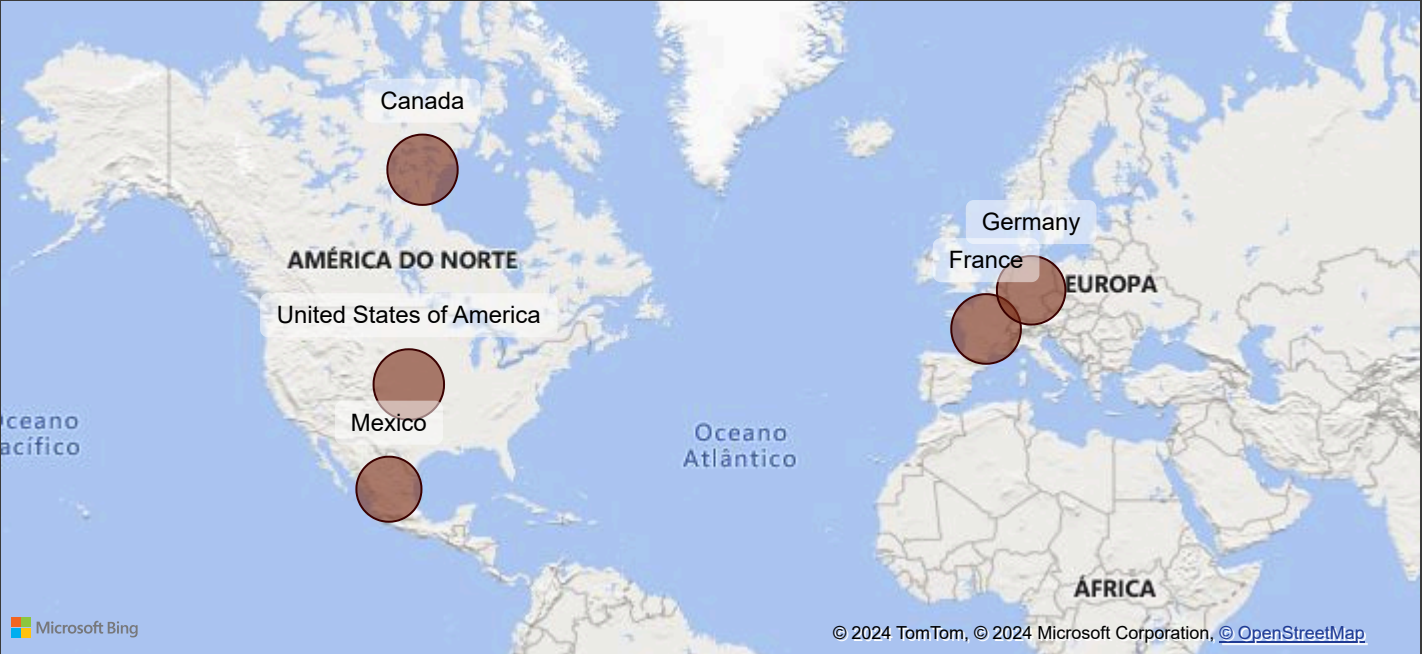 Canada
AMÉRICA DO NORTE
United States of America
Mexico
Germany
France
EUROPA
ceano
acífico
Oceano
Atlântico
ÁFRICA
Microsoft Bing
© 2024 TomTom, © 2024 Microsoft Corporation, © OpenStreetMap